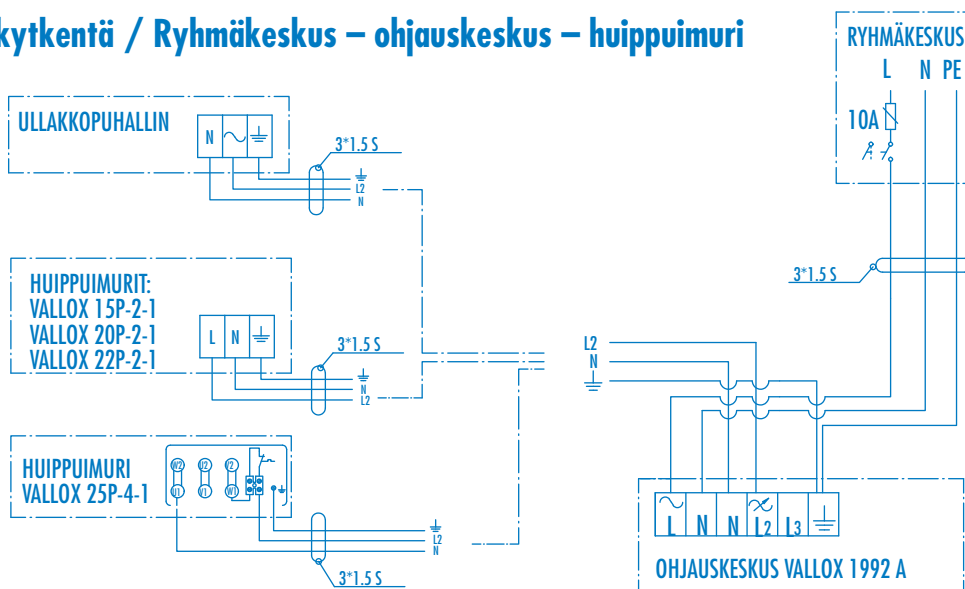 kytkentä / Ryhmäkeskus – ohjauskeskus – huippuimuri
RYHMÄKESKUS
L N PE
10A
3*1.5 S
ULLAKKOPUHALLIN
N
3*1.5 S
L2
N
HUIPPUIMURIT:
VALLOX 15P-2-1
VALLOX 20P-2-1
VALLOX 22P-2-1
L N
3*1.5 S
N
L2
HUIPPUIMURI
VALLOX 25P-4-1
W2 U2 V2
U1 V1 W1
L2
N
3*1.5 S
L2
N
L N N L2 L3
OHJAUSKESKUS VALLOX 1992 A